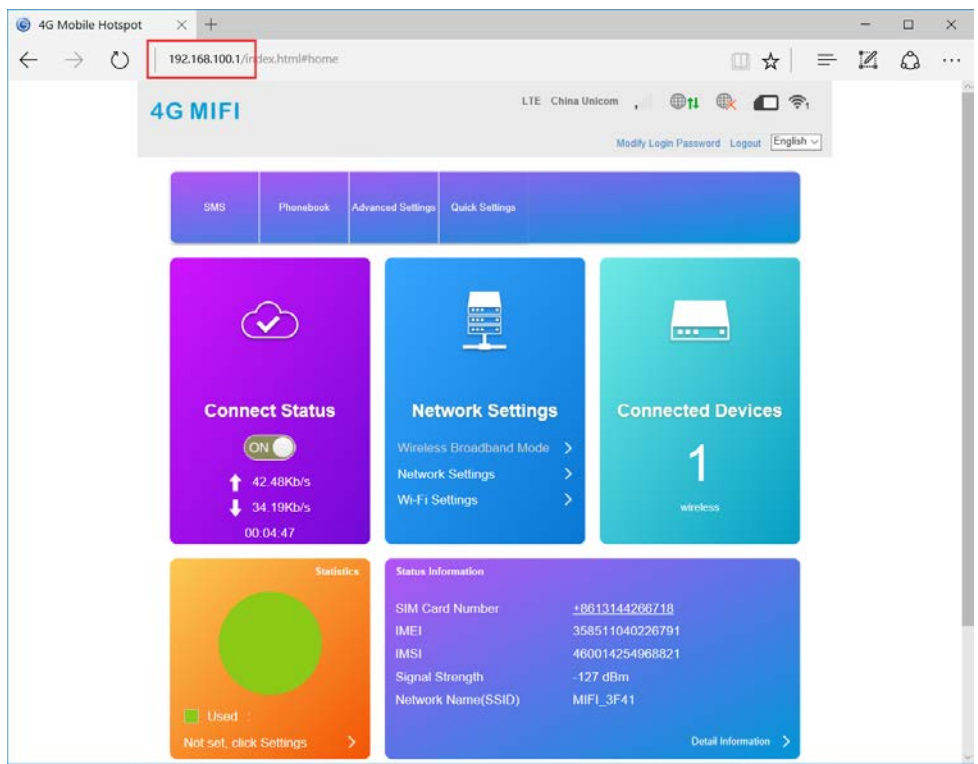 4G Mobile Hotspot
192.168.100.1/index.html#home
4G MIFI
LTE China Unicom
1
Modify Login Password Logout English
SMS Phonebook Advanced Settings Quick Settings
Connect Status
ON
42.48Kb/s
34.19Kb/s
00:04:47
Network Settings
Wireless Broadband Mode
Network Settings
Wi-Fi Settings
Connected Devices
1
wireless
Statistics
Used :
Not set, click Settings
Status Information
SIM Card Number +8613144266718
IMEI 358511040226791
IMSI 460014254968821
Signal Strength -127 dBm
Network Name(SSID) MIFI_3F41
Detail Information